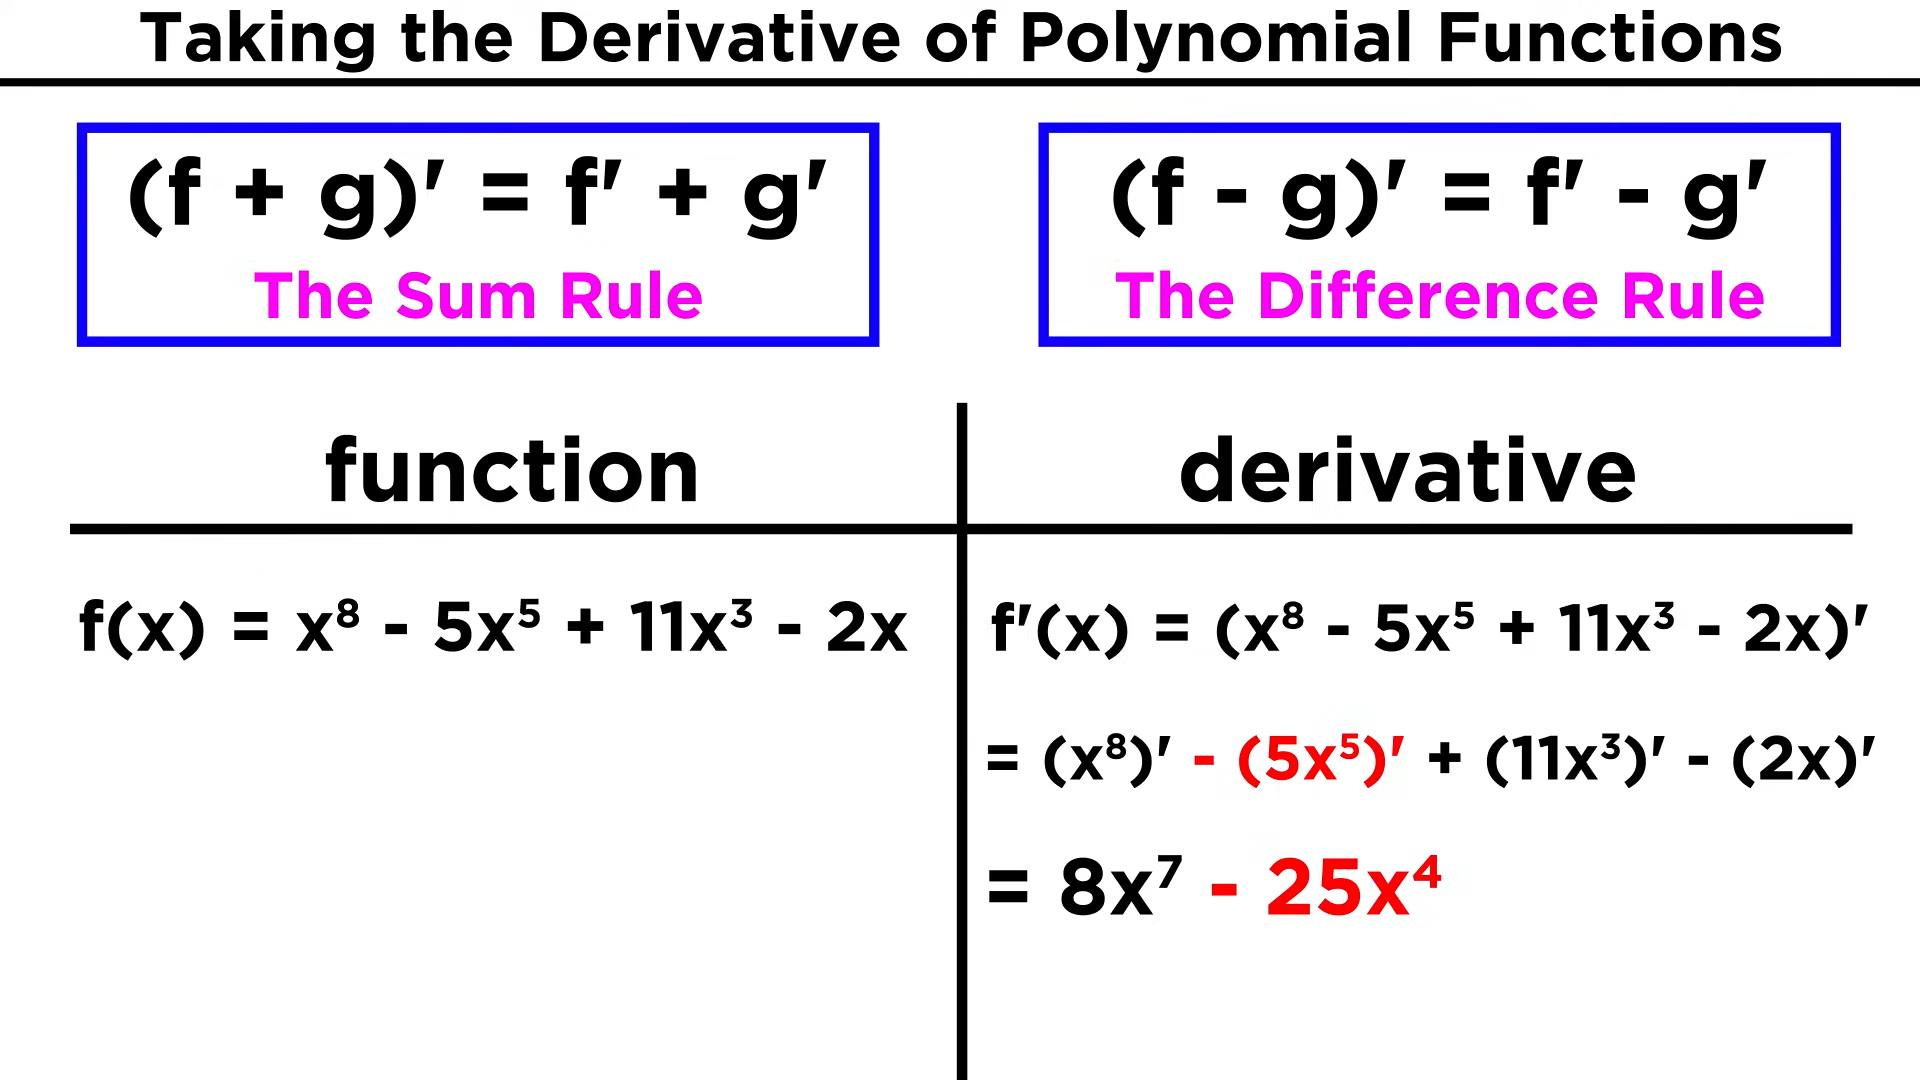 Taking the Derivative of Polynomial Functions
(f + g)' = f' + g'
The Sum Rule
(f - g)' = f' - g'
The Difference Rule
function
derivative
f(x) = x⁸ - 5x⁵ + 11x³ - 2x
f'(x) = (x⁸ - 5x⁵ + 11x³ - 2x)'
= (x⁸)' - (5x⁵)' + (11x³)' - (2x)'
= 8x⁷ - 25x⁴